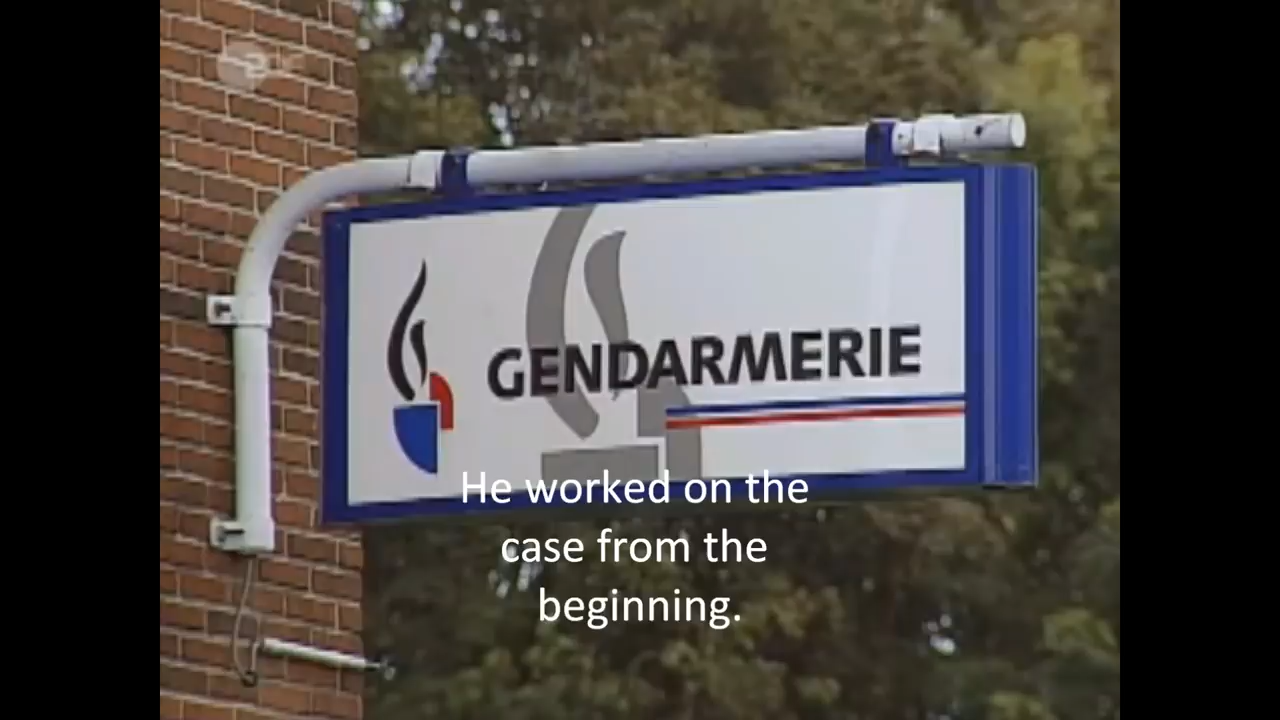 GENDARMERIE
He worked on the
case from the
beginning.